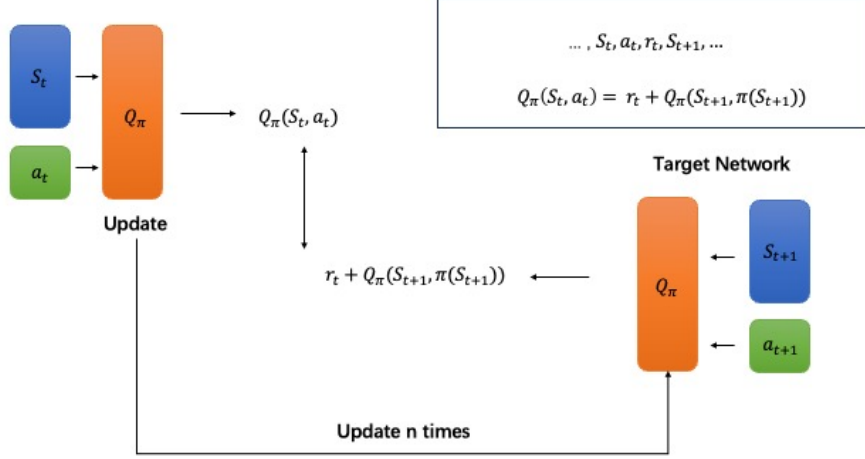 S_t
a_t
Q_π
Update
Q_π(S_t, a_t)
r_t + Q_π(S_{t+1}, π(S_{t+1}))
... , S_t, a_t, r_t, S_{t+1}, ...
Q_π(S_t, a_t) = r_t + Q_π(S_{t+1}, π(S_{t+1}))
Target Network
Q_π
S_{t+1}
a_{t+1}
Update n times